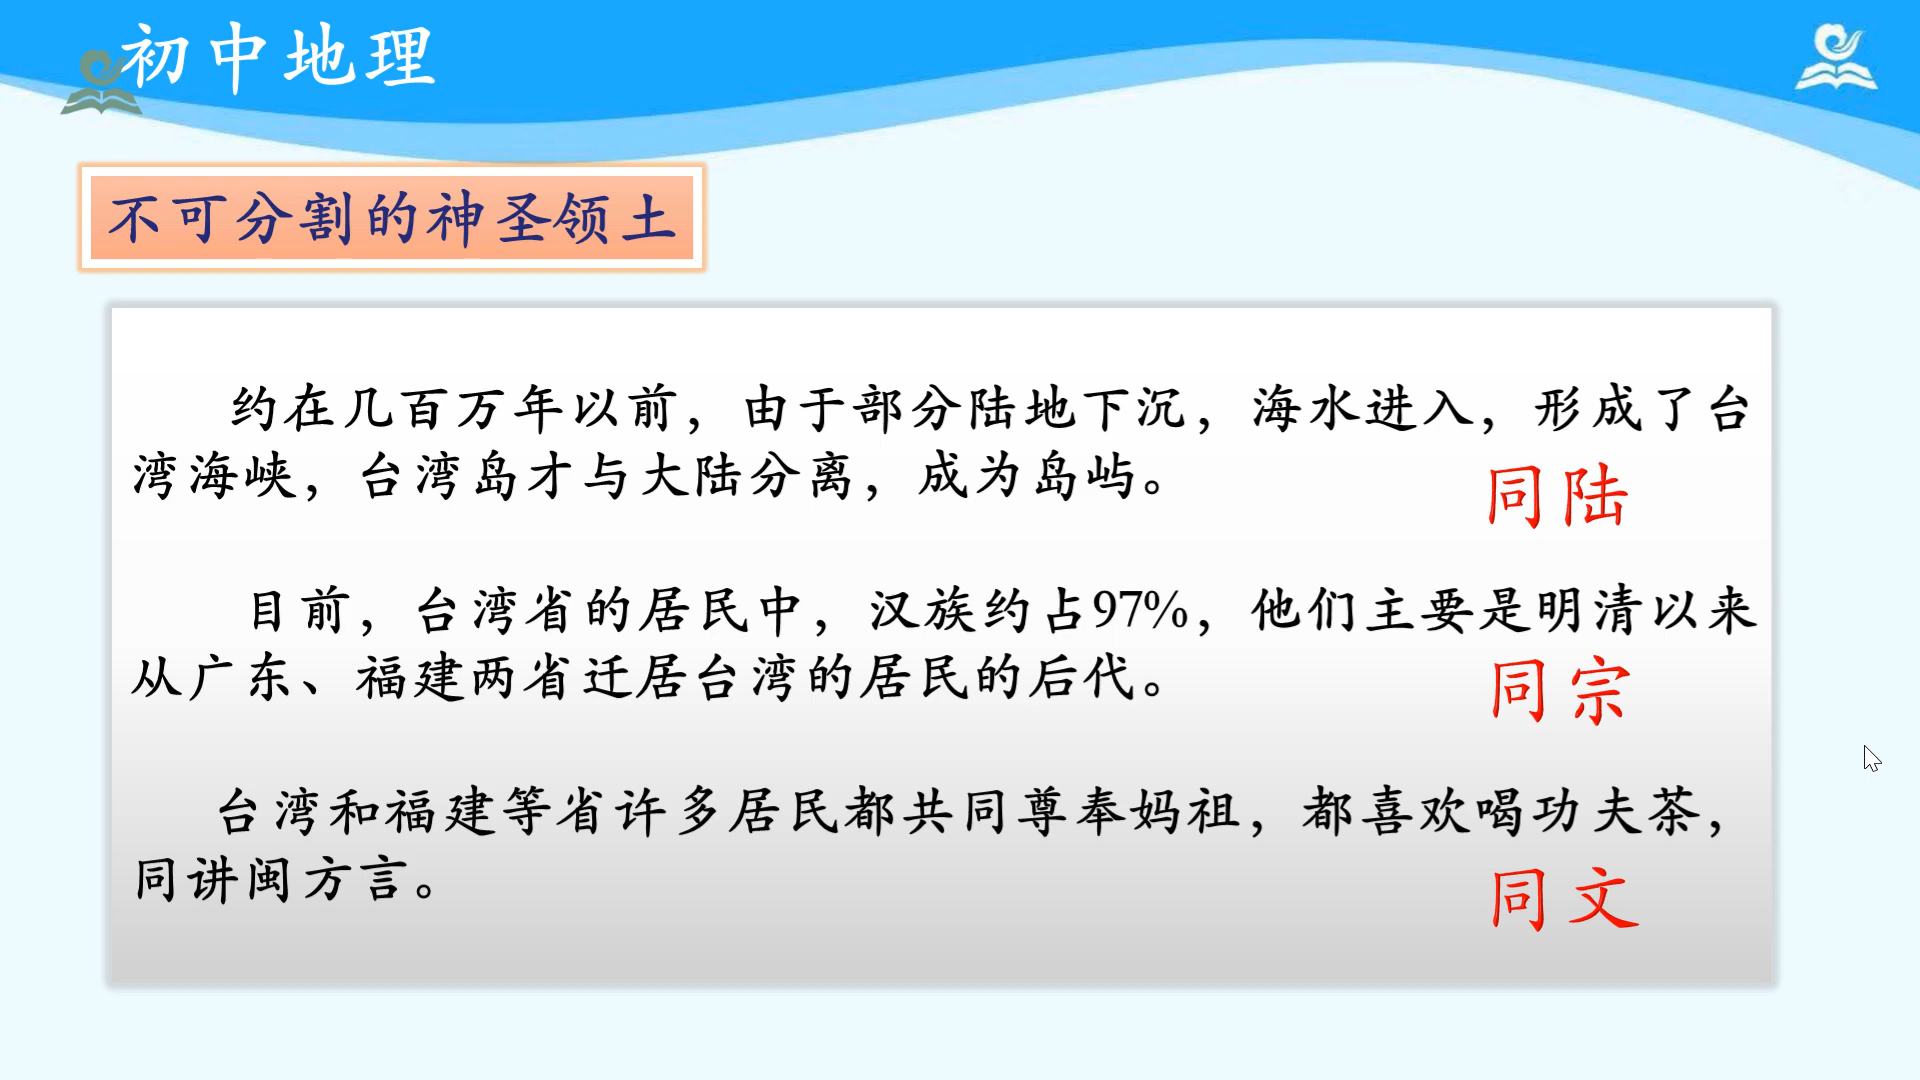 初中地理
不可分割的神圣领土
约在几百万年以前，由于部分陆地下沉，海水进入，形成了台
湾海峡，台湾岛才与大陆分离，成为岛屿。
同陆
目前，台湾省的居民中，汉族约占97%，他们主要是明清以来
从广东、福建两省迁居台湾的居民的后代。
同宗
台湾和福建等省许多居民都共同尊奉妈祖，都喜欢喝功夫茶，
同讲闽方言。
同文